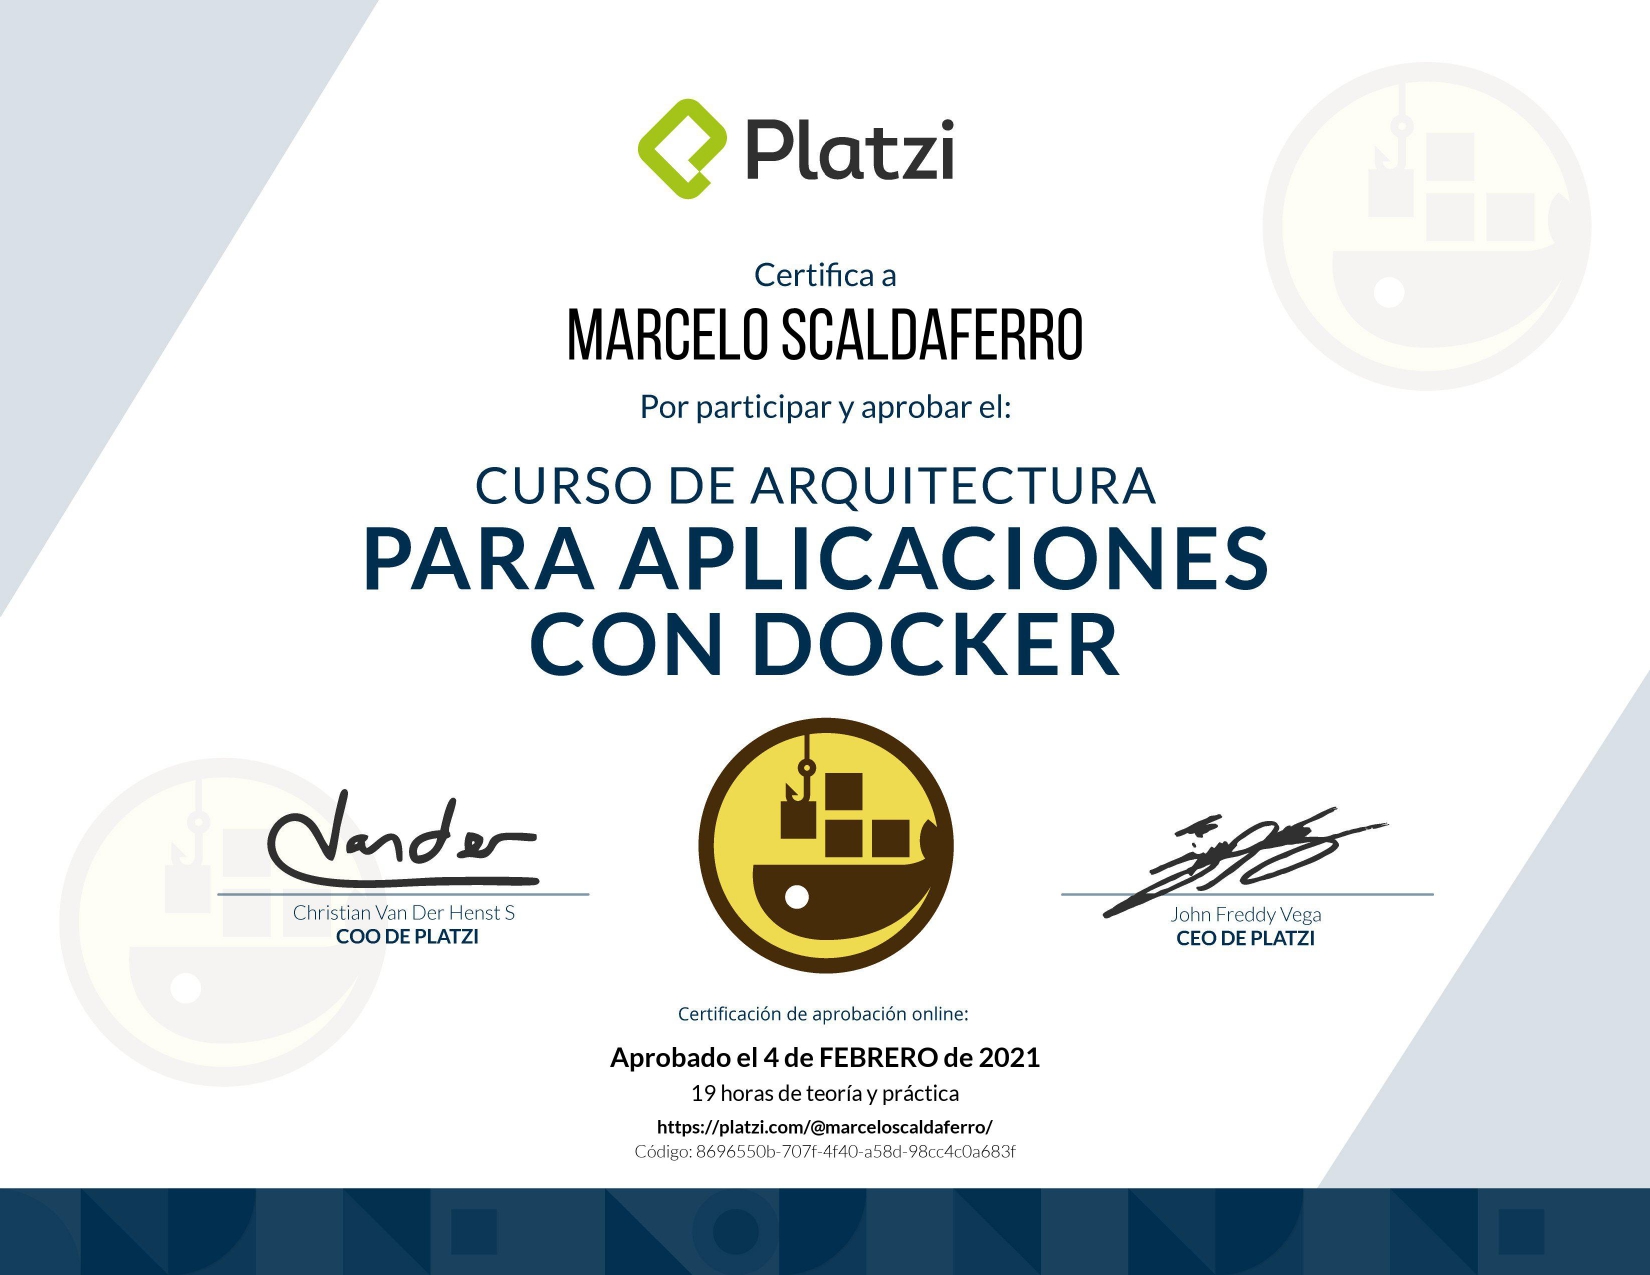 Platzi
Certifica a
MARCELO SCALDAFERRO
Por participar y aprobar el:
CURSO DE ARQUITECTURA
PARA APLICACIONES
CON DOCKER
Vander
Christian Van Der Henst S
COO DE PLATZI
John Freddy Vega
CEO DE PLATZI
Certificación de aprobación online:
Aprobado el 4 de FEBRERO de 2021
19 horas de teoría y práctica
https://platzi.com/@marceloscaldaferro/
Código: 8696550b-707f-4f40-a58d-98cc4c0a683f